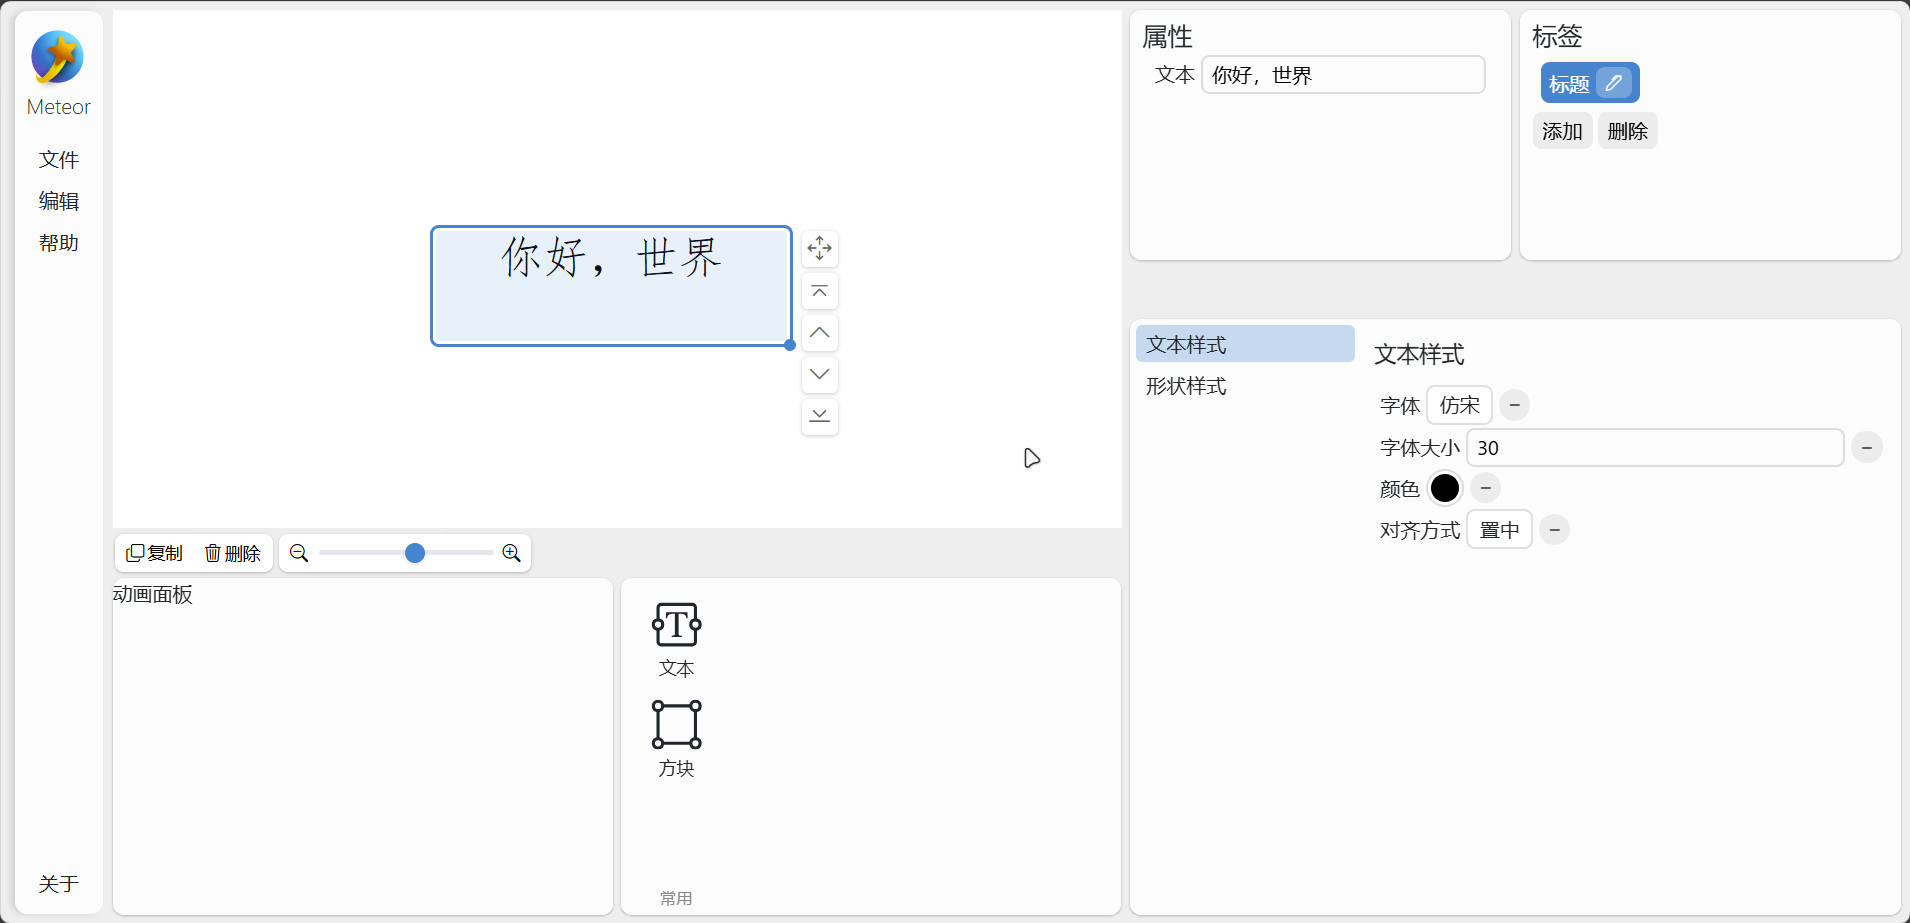 Meteor
文件
编辑
帮助
关于
你好，世界
复制 删除
动画面板
T
文本
方块
常用
属性
文本 你好，世界
标签
标题
添加 删除
文本样式
形状样式
文本样式
字体 仿宋
字体大小 30
颜色
对齐方式 置中